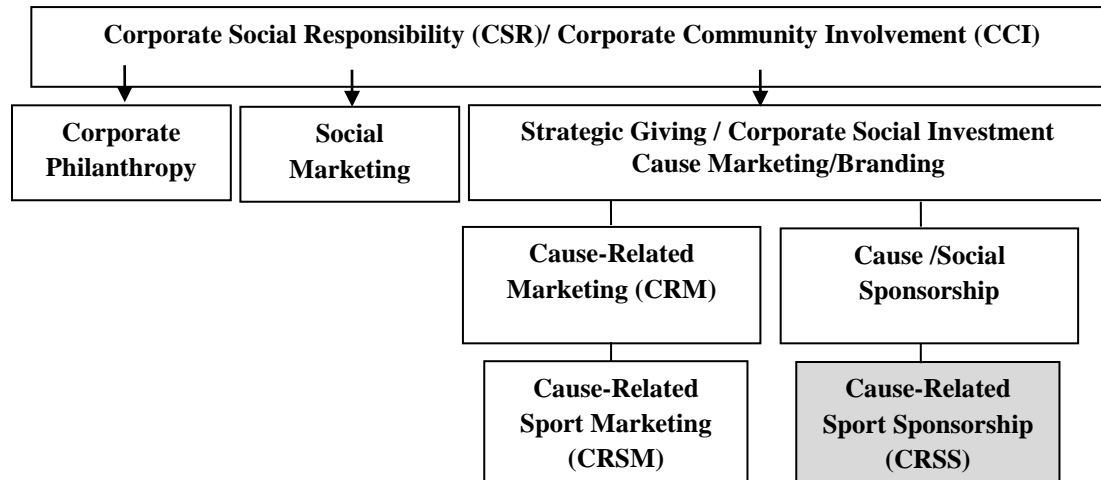 Corporate Social Responsibility (CSR)/ Corporate Community Involvement (CCI)
Corporate
Philanthropy
Social
Marketing
Strategic Giving / Corporate Social Investment
Cause Marketing/Branding
Cause-Related
Marketing (CRM)
Cause /Social
Sponsorship
Cause-Related
Sport Marketing
(CRSM)
Cause-Related
Sport Sponsorship
(CRSS)